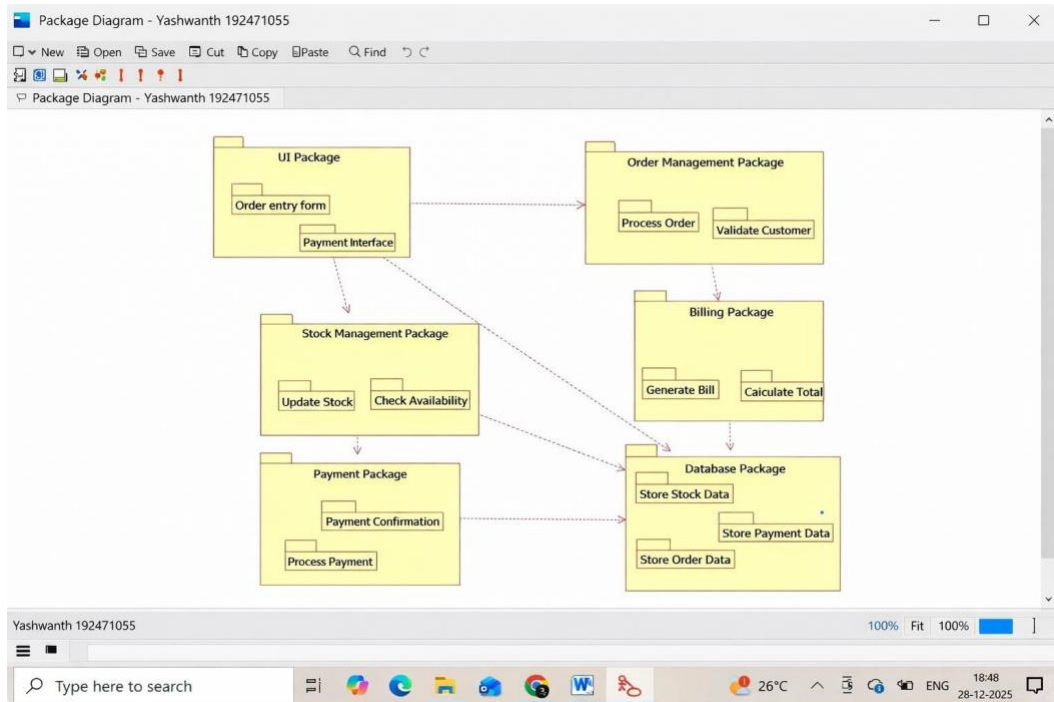 Package Diagram - Yashwanth 192471055
New Open Save Cut Copy Paste Find
Package Diagram - Yashwanth 192471055
UI Package
Order entry form
Payment Interface
Order Management Package
Process Order
Validate Customer
Stock Management Package
Update Stock
Check Availability
Billing Package
Generate Bill
Caiculate Total
Payment Package
Payment Confirmation
Process Payment
Database Package
Store Stock Data
Store Payment Data
Store Order Data
Yashwanth 192471055
100% Fit 100%
Type here to search
26°C
ENG
18:48
28-12-2025